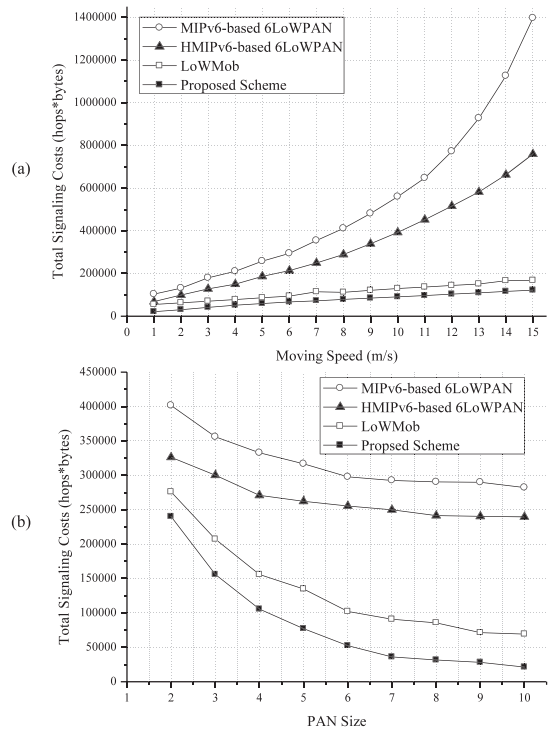 (a)
Total Signaling Costs (hops*bytes)
1400000
1200000
1000000
800000
600000
400000
200000
0
MIPv6-based 6LoWPAN
HMIPv6-based 6LoWPAN
LoWMob
Proposed Scheme
0 1 2 3 4 5 6 7 8 9 10 11 12 13 14 15
Moving Speed (m/s)
(b)
Total Signaling Costs (hops*bytes)
450000
400000
350000
300000
250000
200000
150000
100000
50000
0
MIPv6-based 6LoWPAN
HMIPv6-based 6LoWPAN
LoWMob
Propsed Scheme
1 2 3 4 5 6 7 8 9 10
PAN Size